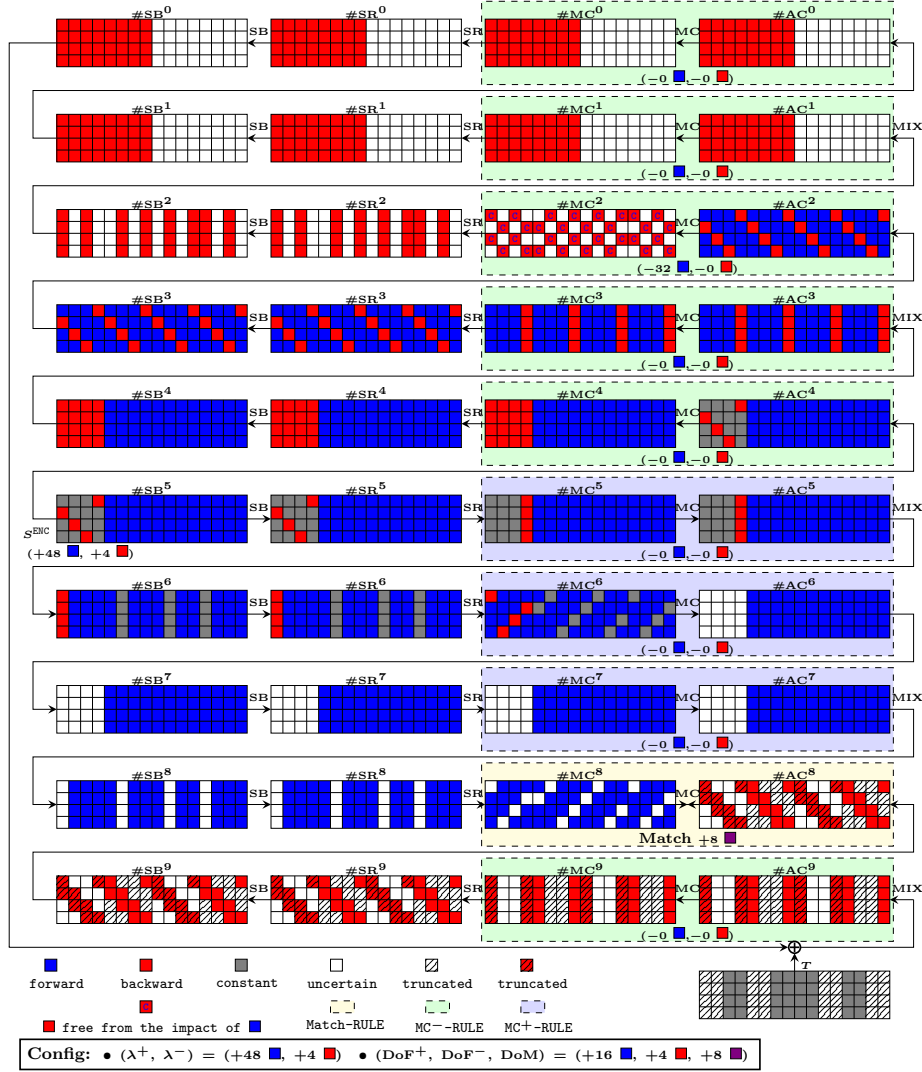 #SB⁰ #SR⁰ #MC⁰ #AC⁰
SB SR MC
(−0 ,−0 )
#SB¹ #SR¹ #MC¹ #AC¹
SB SR MC MIX
(−0 ,−0 )
#SB² #SR² #MC² #AC²
SB SR MC
C C C C C C C C
C C C C C C C C
C C C C C C C C
C C C C C C C C
(−32 ,−0 )
#SB³ #SR³ #MC³ #AC³
SB SR MC MIX
(−0 ,−0 )
#SB⁴ #SR⁴ #MC⁴ #AC⁴
SB SR MC
(−0 ,−0 )
#SB⁵ #SR⁵ #MC⁵ #AC⁵
SB SR MC MIX
S^ENC
(+48 , +4 ) (−0 ,−0 )
#SB⁶ #SR⁶ #MC⁶ #AC⁶
SB SR MC
(−0 ,−0 )
#SB⁷ #SR⁷ #MC⁷ #AC⁷
SB SR MC MIX
(−0 ,−0 )
#SB⁸ #SR⁸ #MC⁸ #AC⁸
SB SR MC
Match +8
#SB⁹ #SR⁹ #MC⁹ #AC⁹
SB SR MC MIX
(−0 ,−0 )
T
forward backward constant uncertain truncated truncated
C
free from the impact of Match-RULE MC⁻-RULE MC⁺-RULE
Config: • (λ⁺, λ⁻) = (+48 , +4 ) • (DoF⁺, DoF⁻, DoM) = (+16 , +4 , +8 )